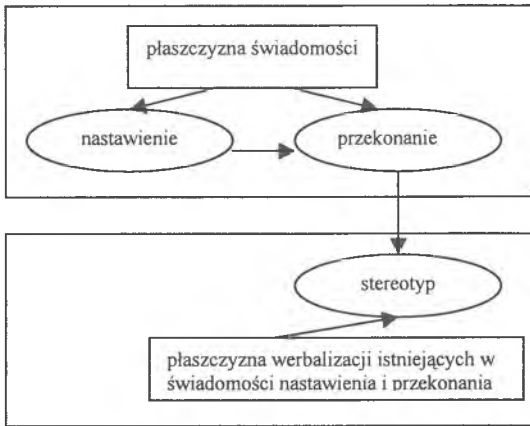 płaszczyzna świadomości
nastawienie
przekonanie
stereotyp
płaszczyzna werbalizacji istniejących w
świadomości nastawienia i przekonania